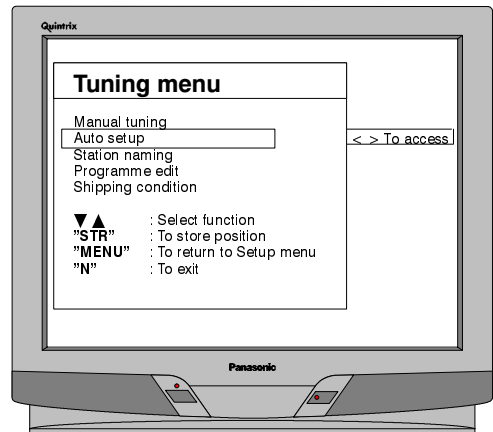 Quintrix
Tuning menu
Manual tuning
Auto setup
< > To access
Station naming
Programme edit
Shipping condition
▼ ▲ : Select function
"STR" : To store position
"MENU" : To return to Setup menu
"N" : To exit
Panasonic